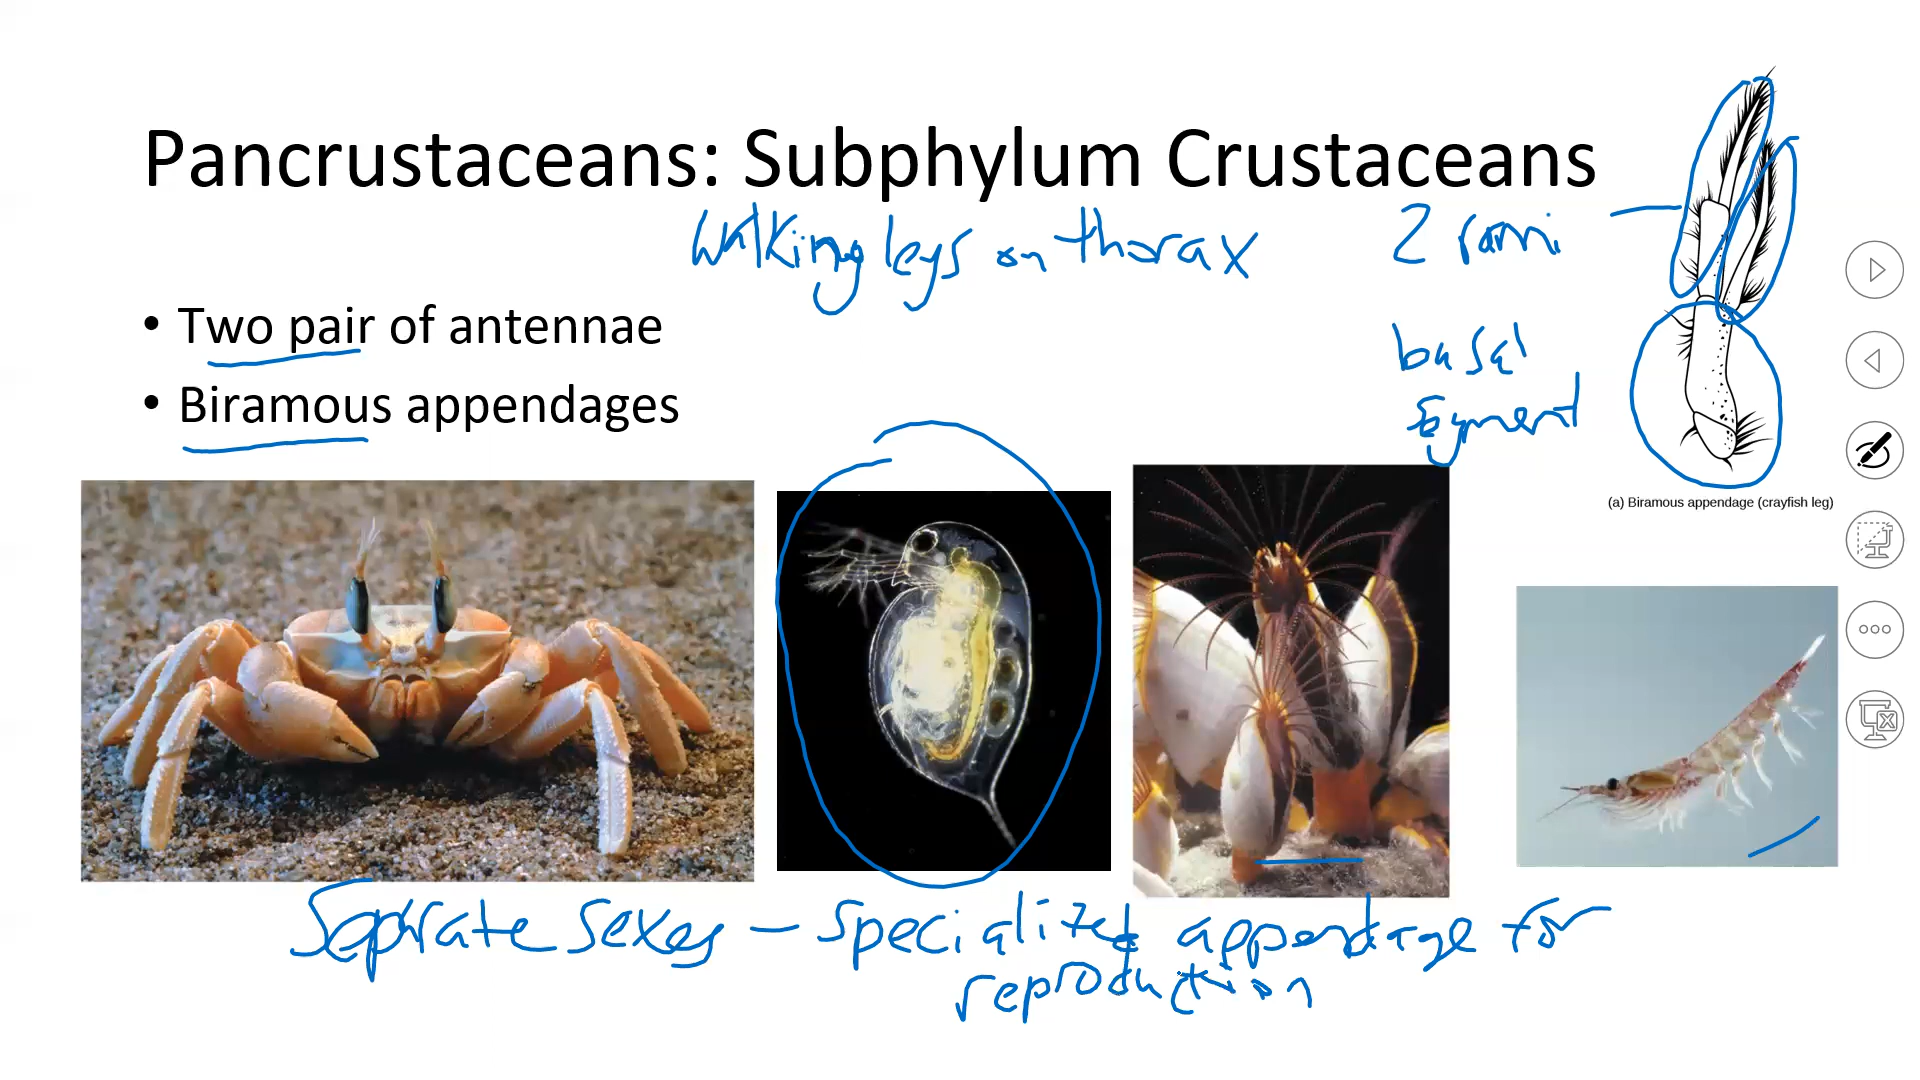 Pancrustaceans: Subphylum Crustaceans
walking legs on thorax
2 rami
• Two pair of antennae
basal
segment
• Biramous appendages
(a) Biramous appendage (crayfish leg)
Separate sexes – specialized appendage for
reproduction